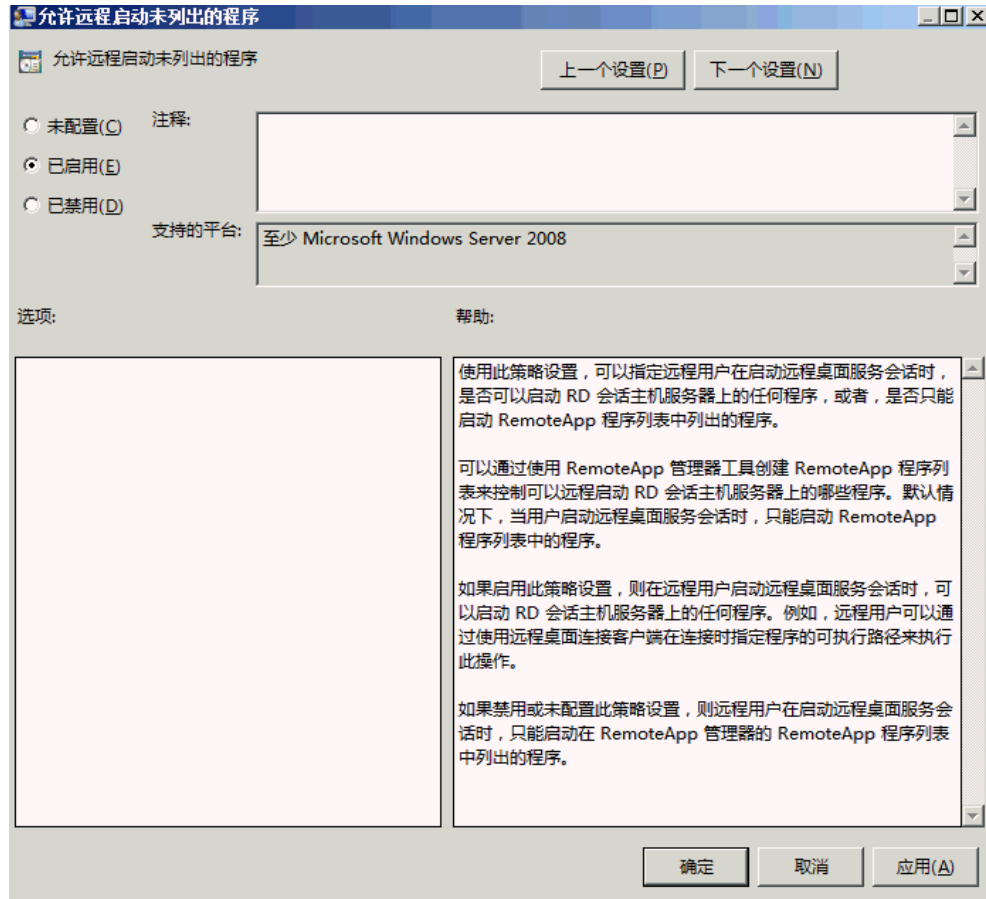 允许远程启动未列出的程序
允许远程启动未列出的程序
上一个设置(P)
下一个设置(N)
未配置(C)
注释:
已启用(E)
已禁用(D)
支持的平台:
至少 Microsoft Windows Server 2008
选项:
帮助:
使用此策略设置，可以指定远程用户在启动远程桌面服务会话时，
是否可以启动 RD 会话主机服务器上的任何程序，或者，是否只能
启动 RemoteApp 程序列表中列出的程序。
可以通过使用 RemoteApp 管理器工具创建 RemoteApp 程序列
表来控制可以远程启动 RD 会话主机服务器上的哪些程序。默认情
况下，当用户启动远程桌面服务会话时，只能启动 RemoteApp
程序列表中的程序。
如果启用此策略设置，则在远程用户启动远程桌面服务会话时，可
以启动 RD 会话主机服务器上的任何程序。例如，远程用户可以通
过使用远程桌面连接客户端在连接时指定程序的可执行路径来执行
此操作。
如果禁用或未配置此策略设置，则远程用户在启动远程桌面服务会
话时，只能启动在 RemoteApp 管理器的 RemoteApp 程序列表
中列出的程序。
确定
取消
应用(A)